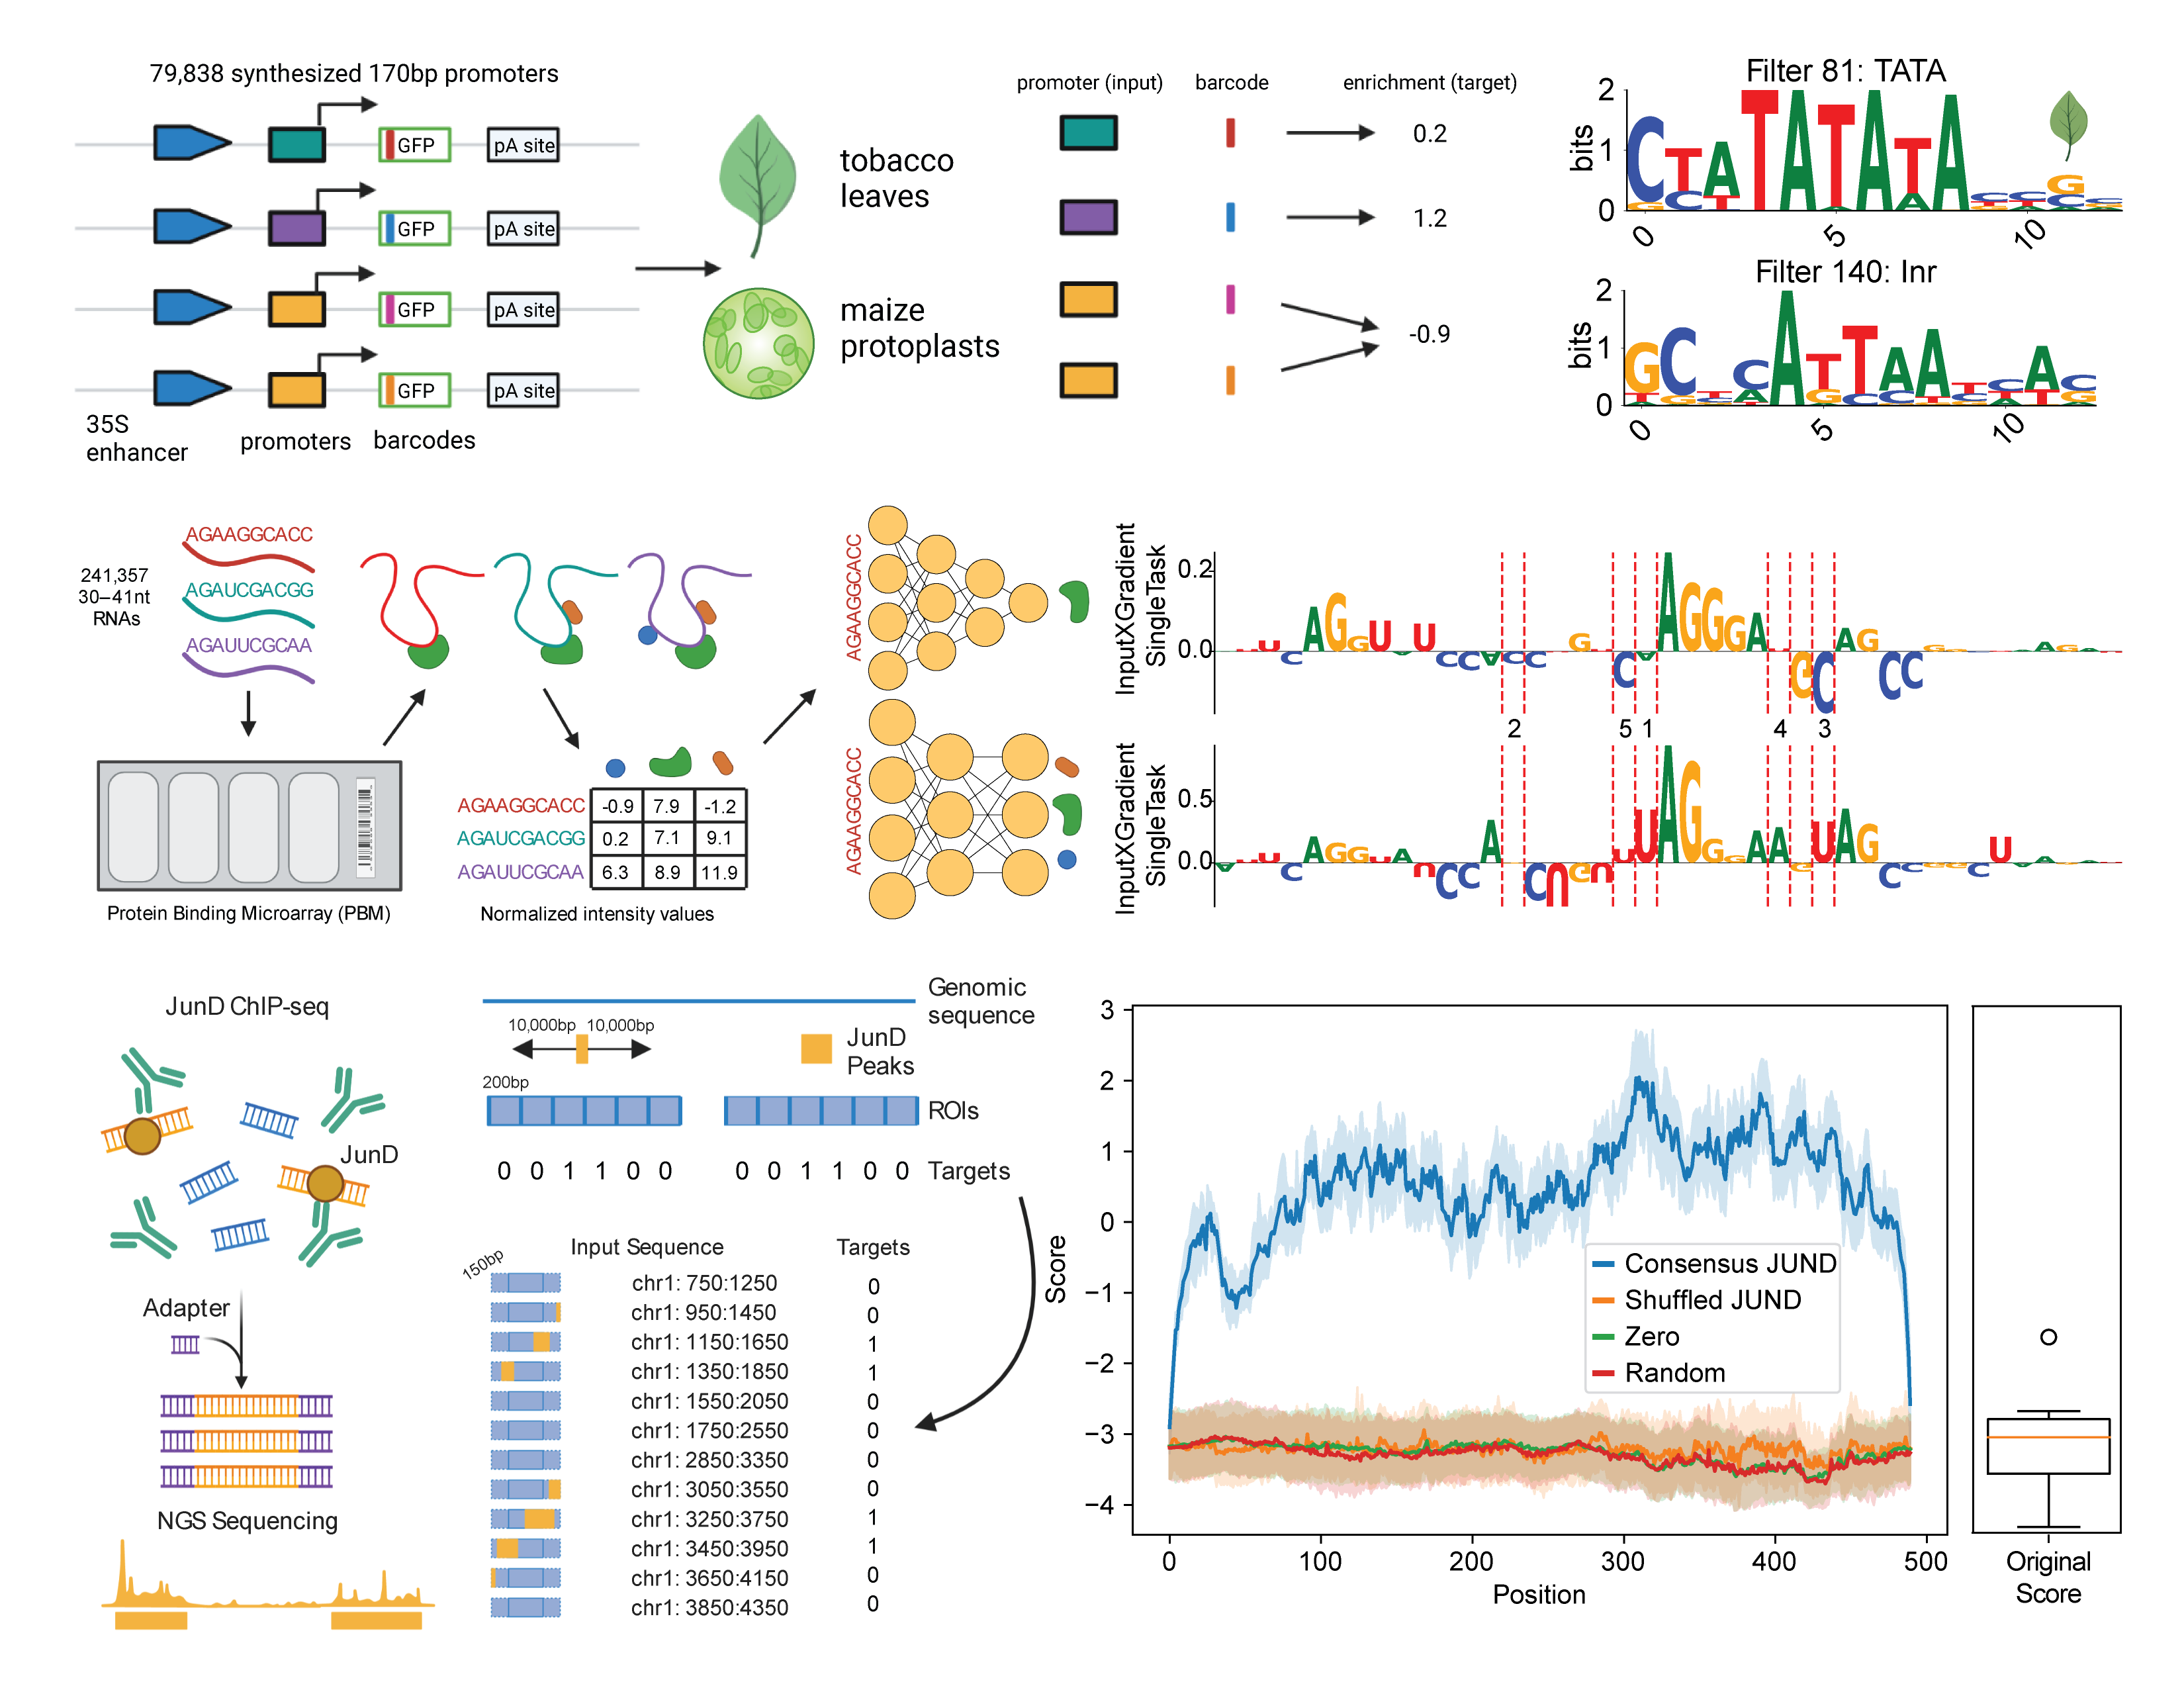 79,838 synthesized 170bp promoters
GFP
pA site
GFP
pA site
GFP
pA site
GFP
pA site
35S
enhancer
promoters
barcodes
tobacco
leaves
maize
protoplasts
promoter (input)
barcode
enrichment (target)
0.2
1.2
-0.9
Filter 81: TATA
bits
2
1
0
CTATATATA
0
5
10
Filter 140: Inr
bits
2
1
0
GC
CATTAA
AC
0
5
10
241,357
30–41nt
RNAs
AGAAGGCACC
AGAUCGACGG
AGAUUCGCAA
Protein Binding Microarray (PBM)
AGAAGGCACC -0.9 7.9 -1.2
AGAUCGACGG 0.2 7.1 9.1
AGAUUCGCAA 6.3 8.9 11.9
Normalized intensity values
AGAAGGCACC
AGAAGGCACC
InputXGradient
SingleTask
0.2
0.0
U C AGGU U CCACC G CA AGGGA GC AG CC
2 5 1 4 3
InputXGradient
SingleTask
0.5
0.0
JunD ChIP-seq
JunD
Adapter
NGS Sequencing
Genomic
sequence
10,000bp 10,000bp
JunD
Peaks
200bp
ROIs
0 0 1 1 0 0 0 0 1 1 0 0 Targets
150bp
Input Sequence Targets
chr1: 750:1250 0
chr1: 950:1450 0
chr1: 1150:1650 1
chr1: 1350:1850 1
chr1: 1550:2050 0
chr1: 1750:2550 0
chr1: 2850:3350 0
chr1: 3050:3550 0
chr1: 3250:3750 1
chr1: 3450:3950 1
chr1: 3650:4150 0
chr1: 3850:4350 0
Score
3
2
1
0
−1
−2
−3
−4
Consensus JUND
Shuffled JUND
Zero
Random
0 100 200 300 400 500
Position
Original
Score